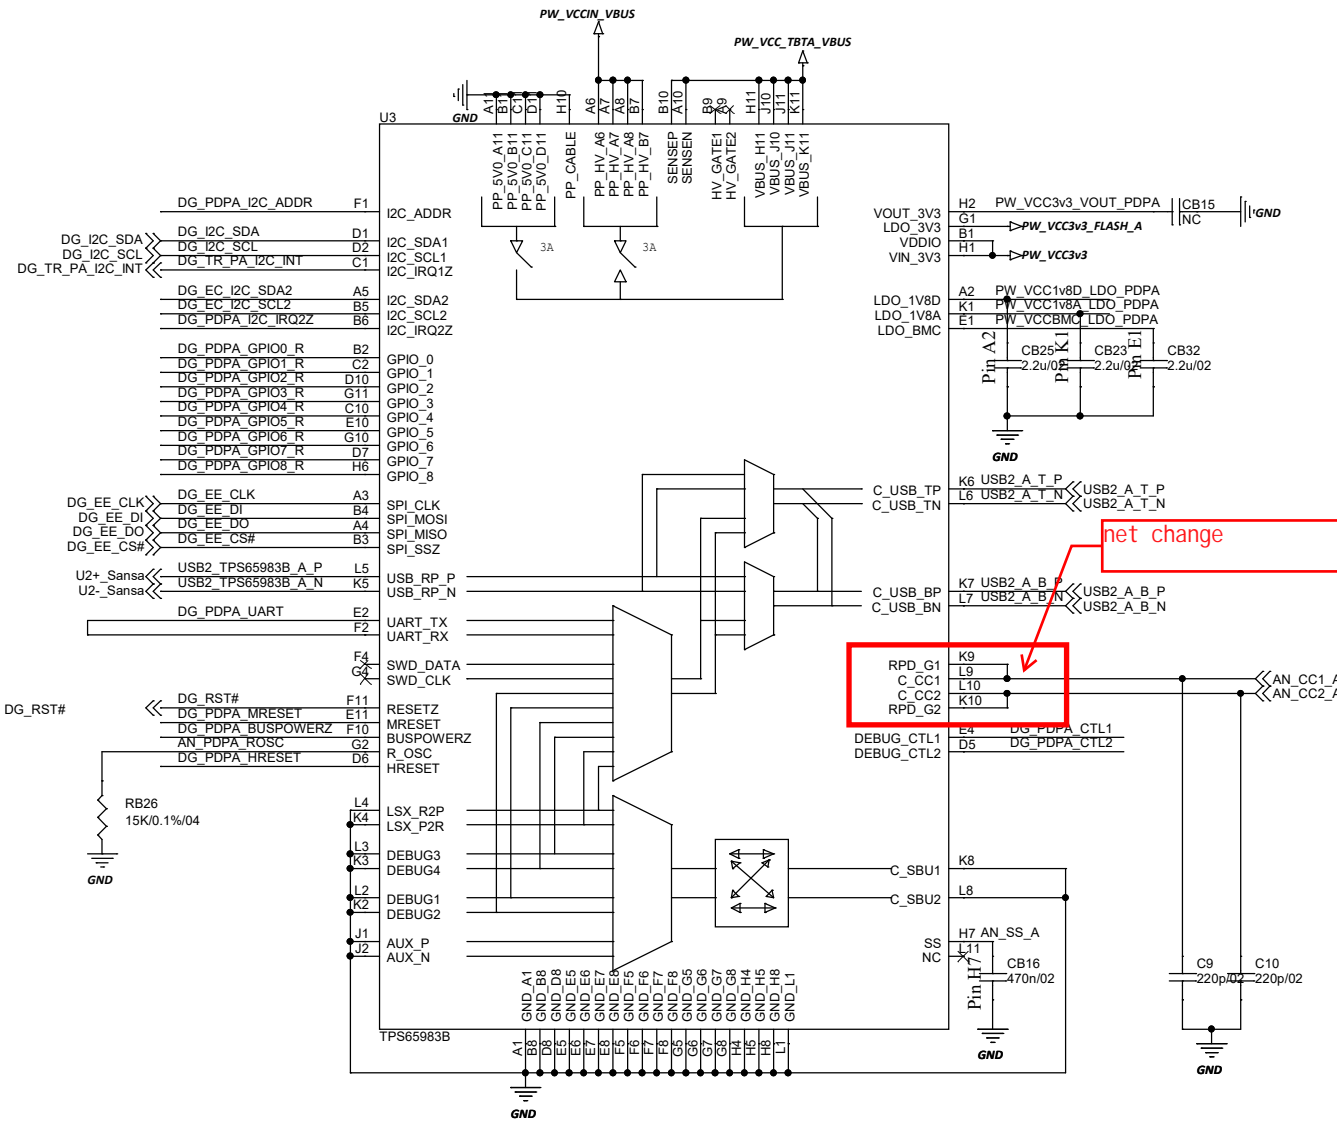 PW_VCCIN_VBUS
PW_VCC_TBTA_VBUS
GND
A11 B11 C11 D11 H10 A6 A7 A8 B7 B10 A10 B9 A9 H11 J10 J11 K11
U3
PP_5V0_A11 PP_5V0_B11 PP_5V0_C11 PP_5V0_D11 PP_CABLE PP_HV_A6 PP_HV_A7 PP_HV_A8 PP_HV_B7 SENSEP SENSEN HV_GATE1 HV_GATE2 VBUS_H11 VBUS_J10 VBUS_J11 VBUS_K11
3A 3A
DG_PDPA_I2C_ADDR F1 I2C_ADDR
DG_I2C_SDA DG_I2C_SDA D1 I2C_SDA1
DG_I2C_SCL DG_I2C_SCL D2 I2C_SCL1
DG_TR_PA_I2C_INT DG_TR_PA_I2C_INT C1 I2C_IRQ1Z
DG_EC_I2C_SDA2 A5 I2C_SDA2
DG_EC_I2C_SCL2 B5 I2C_SCL2
DG_PDPA_I2C_IRQ2Z B6 I2C_IRQ2Z
DG_PDPA_GPIO0_R B2 GPIO_0
DG_PDPA_GPIO1_R C2 GPIO_1
DG_PDPA_GPIO2_R D10 GPIO_2
DG_PDPA_GPIO3_R G11 GPIO_3
DG_PDPA_GPIO4_R C10 GPIO_4
DG_PDPA_GPIO5_R E10 GPIO_5
DG_PDPA_GPIO6_R G10 GPIO_6
DG_PDPA_GPIO7_R D7 GPIO_7
DG_PDPA_GPIO8_R H6 GPIO_8
DG_EE_CLK DG_EE_CLK A3 SPI_CLK
DG_EE_DI DG_EE_DI B4 SPI_MOSI
DG_EE_DO DG_EE_DO A4 SPI_MISO
DG_EE_CS# DG_EE_CS# B3 SPI_SSZ
U2+_Sansa USB2_TPS65983B_A_P L5 USB_RP_P
U2-_Sansa USB2_TPS65983B_A_N K5 USB_RP_N
DG_PDPA_UART E2 UART_TX
F2 UART_RX
F4 SWD_DATA
G4 SWD_CLK
DG_RST# DG_RST# F11 RESETZ
DG_PDPA_MRESET E11 MRESET
DG_PDPA_BUSPOWERZ F10 BUSPOWERZ
AN_PDPA_ROSC G2 R_OSC
DG_PDPA_HRESET D6 HRESET
RB26
15K/0.1%/04
GND
L4 LSX_R2P
K4 LSX_P2R
L3 DEBUG3
K3 DEBUG4
L2 DEBUG1
K2 DEBUG2
J1 AUX_P
J2 AUX_N
VOUT_3V3 H2 PW_VCC3v3_VOUT_PDPA CB15 NC GND
LDO_3V3 G1 PW_VCC3v3_FLASH_A
VDDIO B1
VIN_3V3 H1 PW_VCC3v3
LDO_1V8D A2 PW_VCC1v8D_LDO_PDPA
LDO_1V8A K1 PW_VCC1v8A_LDO_PDPA
LDO_BMC E1 PW_VCCBMC_LDO_PDPA
Pin A2 Pin K1 Pin E1
CB25 CB23 CB32
2.2u/02 2.2u/02 2.2u/02
GND
C_USB_TP K6 USB2_A_T_P USB2_A_T_P
C_USB_TN L6 USB2_A_T_N USB2_A_T_N
net change
C_USB_BP K7 USB2_A_B_P USB2_A_B_P
C_USB_BN L7 USB2_A_B_N USB2_A_B_N
RPD_G1 K9
C_CC1 L9 AN_CC1_A
C_CC2 L10 AN_CC2_A
RPD_G2 K10
DEBUG_CTL1 E4 DG_PDPA_CTL1
DEBUG_CTL2 D5 DG_PDPA_CTL2
C_SBU1 K8
C_SBU2 L8
SS H7 AN_SS_A
NC L11
Pin H7
CB16
470n/02
GND
C9 C10
220p/02 220p/02
GND
GND_A1 GND_B8 GND_D8 GND_E5 GND_E6 GND_E7 GND_E8 GND_F5 GND_F6 GND_F7 GND_F8 GND_G5 GND_G6 GND_G7 GND_G8 GND_H4 GND_H5 GND_H8 GND_L1
TPS65983B
A1 B8 D8 E5 E6 E7 E8 F5 F6 F7 F8 G5 G6 G7 G8 H4 H5 H8 L1
GND